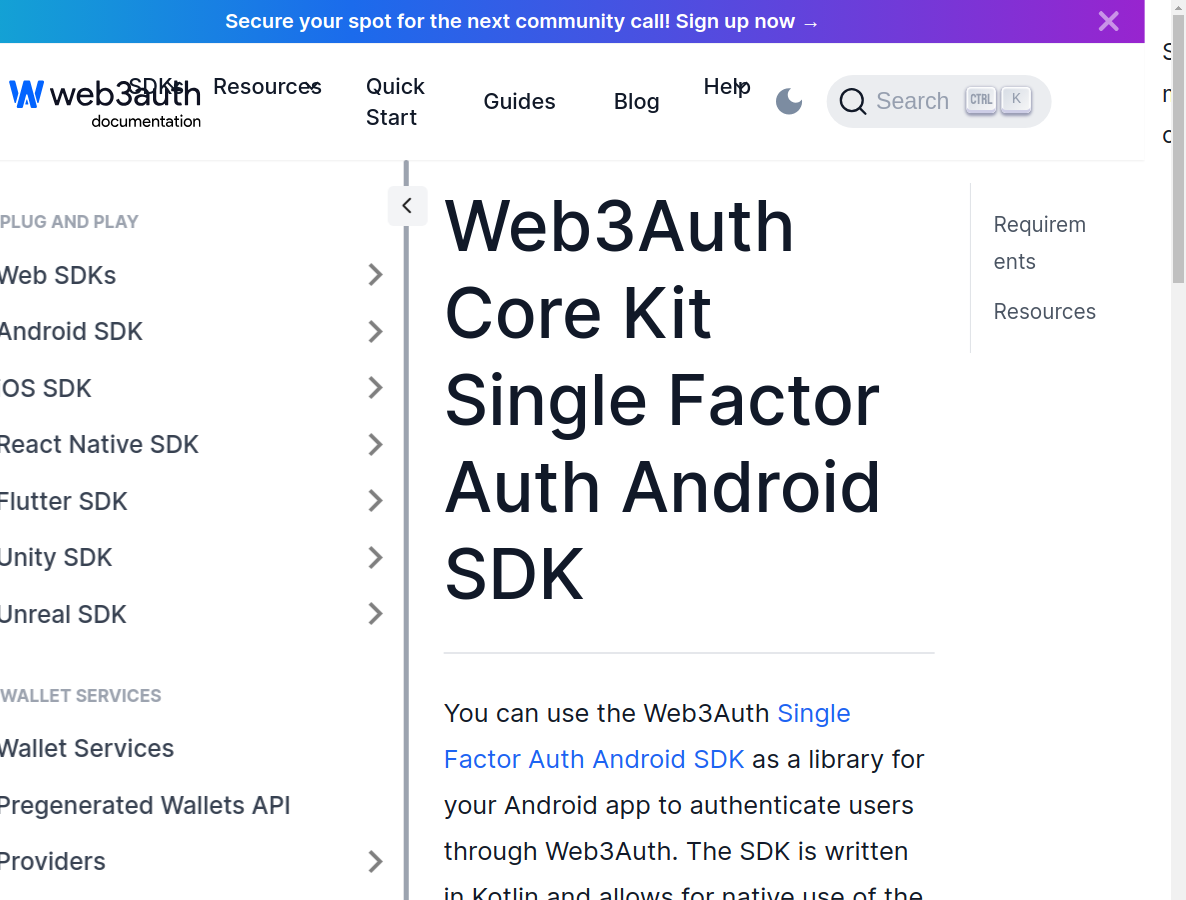 Secure your spot for the next community call! Sign up now →
web3auth
documentation
SDKs
Resources
Quick
Start
Guides
Blog
Help
Search
CTRL
K
PLUG AND PLAY
Web SDKs
Android SDK
iOS SDK
React Native SDK
Flutter SDK
Unity SDK
Unreal SDK
WALLET SERVICES
Wallet Services
Pregenerated Wallets API
Providers
Web3Auth
Core Kit
Single Factor
Auth Android
SDK
You can use the Web3Auth Single
Factor Auth Android SDK as a library for
your Android app to authenticate users
through Web3Auth. The SDK is written
in Kotlin and allows for native use of the
Requirem
ents
Resources